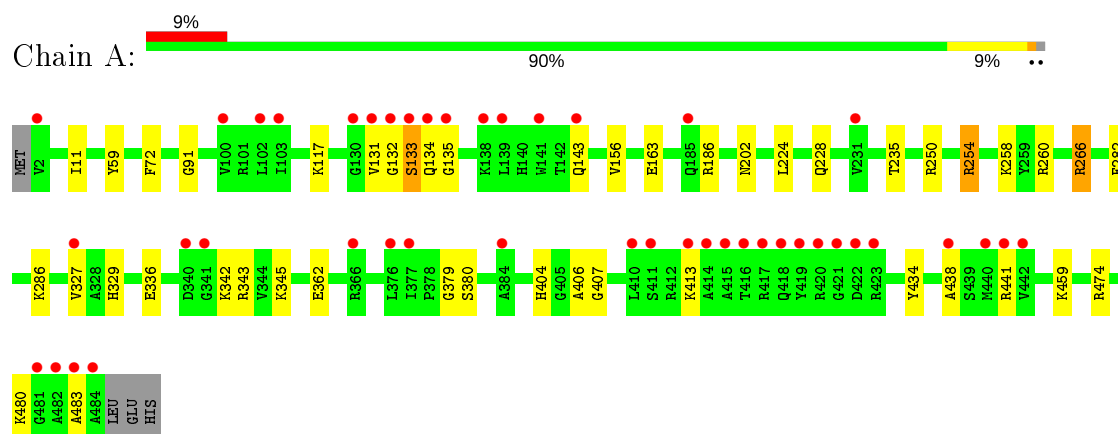 9%
Chain A:
90% 9%
MET V2 I11 Y59 F72 G91 V100 R101 L102 I103 K117 G130 V131 G132 S133 Q134 G135 K138 L139 H140 W141 T142 Q143 V156 E163 Q185 R186 N202 L224 Q228 V231 T235 R250 R254 K258 Y259 R260 R266
K286 V327 A328 H329 E336 D340 G341 K342 R343 V344 K345 E362 R366 L376 I377 P378 G379 S380 A384 H404 G405 A406 G407 L410 S411 R412 K413 A414 A415 T416 R417 Q418 Y419 R420 G421 D422 R423 Y434 A438 S439 M440 R441 V442 K459 R474
K480 G481 A482 A483 A484 LEU GLU HIS